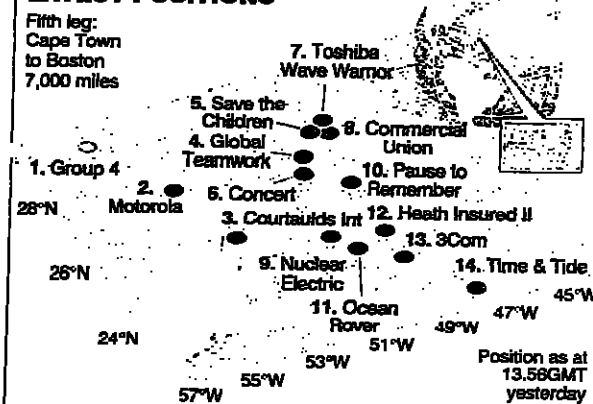 LATEST POSITIONS
Fifth leg:
Cape Town
to Boston
7,000 miles
7. Toshiba
Wave Warrior
5. Save the
Children
8. Commercial
Union
4. Global
Teamwork
1. Group 4
10. Pause to
Remember
2.
Motorola
6. Concert
28°N
3. Courtaulds Int
12. Heath Insured II
13. 3Com
9. Nuclear
Electric
14. Time & Tide
26°N
11. Ocean
Rover
45°W
47°W
49°W
24°N
51°W
53°W
55°W
57°W
Position as at
13.56GMT
yesterday